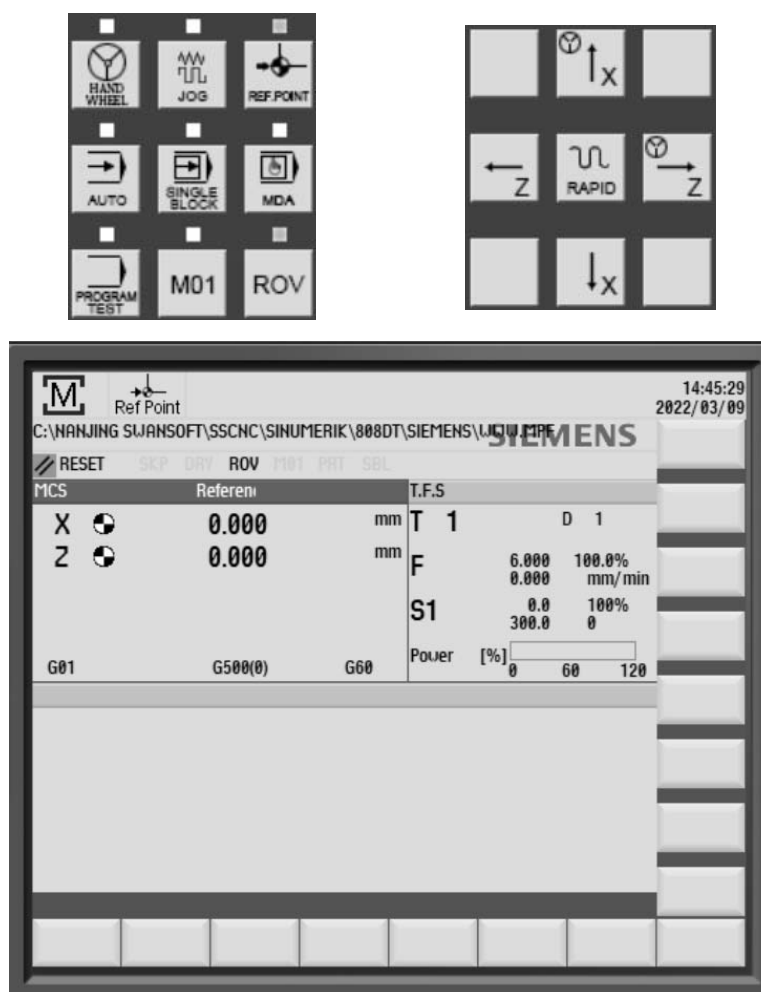 HAND WHEEL
JOG
REF.POINT
AUTO
SINGLE BLOCK
MDA
PROGRAM TEST
M01
ROV
X
Z
RAPID
Z
X
M
Ref Point
14:45:29
2022/03/09
C:\NANJING SWANSOFT\SSCNC\SINUMERIK\808DT\SIEMENS\WWW.MPF
SIEMENS
RESET SKP DRY ROV M01 PRT SBL
MCS Referen T.F.S
X 0.000 mm T 1 D 1
Z 0.000 mm
F 6.000 100.0%
0.000 mm/min
S1 0.0 100%
300.0 0
Power [%]
0 60 120
G01 G500(0) G60